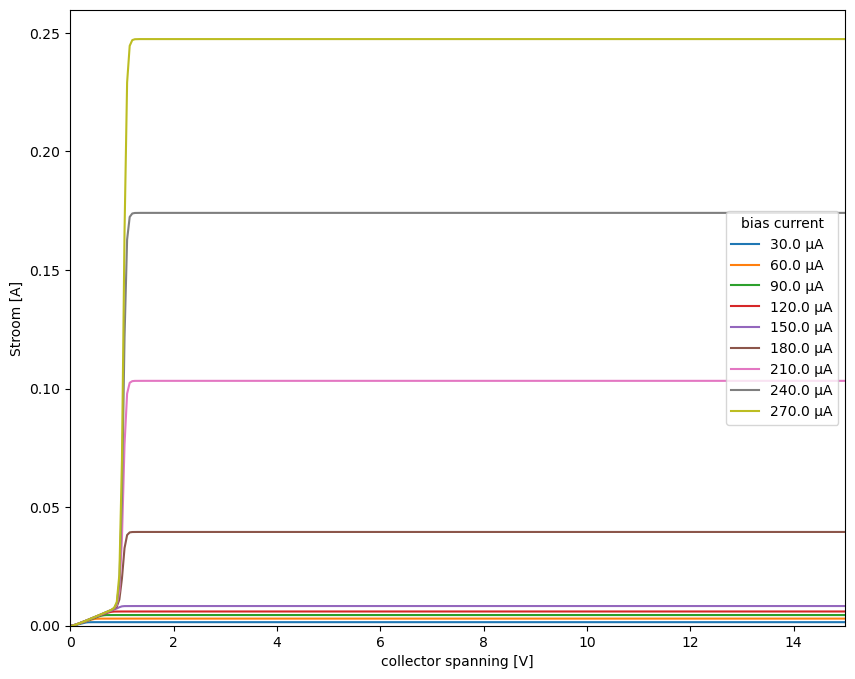 0.25
0.20
0.15
0.10
0.05
0.00
Stroom [A]
bias current
30.0 µA
60.0 µA
90.0 µA
120.0 µA
150.0 µA
180.0 µA
210.0 µA
240.0 µA
270.0 µA
0 2 4 6 8 10 12 14
collector spanning [V]